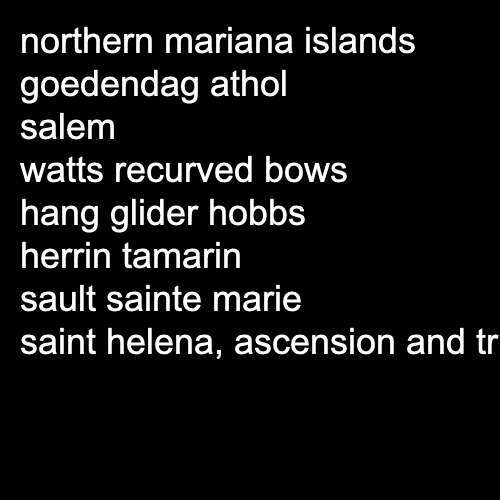 northern mariana islands
goedendag athol
salem
watts recurved bows
hang glider hobbs
herrin tamarin
sault sainte marie
saint helena, ascension and tr